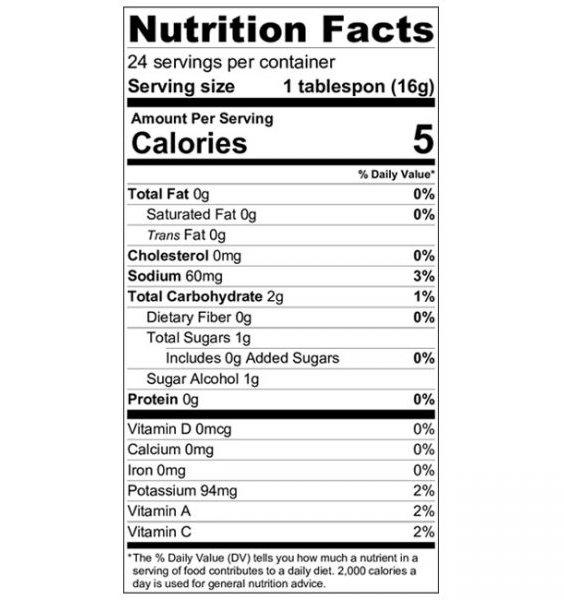 Nutrition Facts
24 servings per container
Serving size 1 tablespon (16g)
Amount Per Serving
Calories 5
% Daily Value*
Total Fat 0g 0%
Saturated Fat 0g 0%
Trans Fat 0g
Cholesterol 0mg 0%
Sodium 60mg 3%
Total Carbohydrate 2g 1%
Dietary Fiber 0g 0%
Total Sugars 1g
Includes 0g Added Sugars 0%
Sugar Alcohol 1g
Protein 0g 0%
Vitamin D 0mcg 0%
Calcium 0mg 0%
Iron 0mg 0%
Potassium 94mg 2%
Vitamin A 2%
Vitamin C 2%
*The % Daily Value (DV) tells you how much a nutrient in a
serving of food contributes to a daily diet. 2,000 calories a
day is used for general nutrition advice.